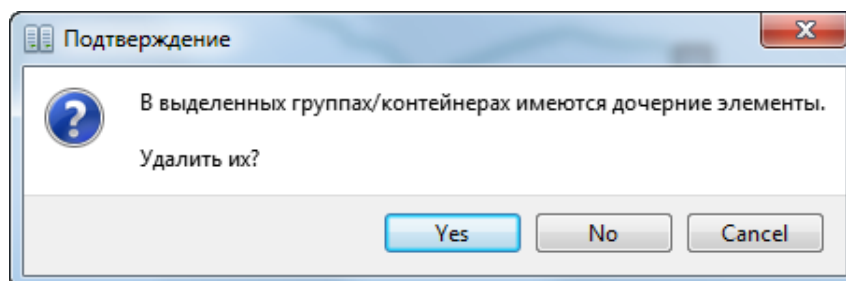 Подтверждение
В выделенных группах/контейнерах имеются дочерние элементы.
Удалить их?
Yes No Cancel